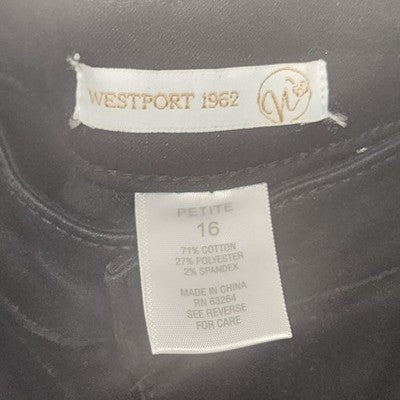 WESTPORT 1962
PETITE
16
71% COTTON
27% POLYESTER
2% SPANDEX
MADE IN CHINA
RN 63264
SEE REVERSE
FOR CARE